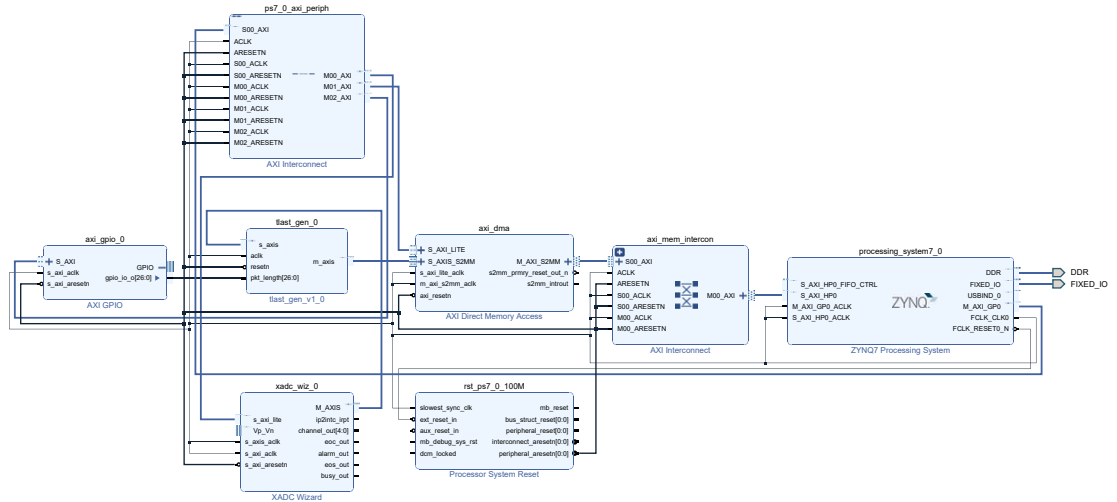 ps7_0_axi_periph
S00_AXI
ACLK
ARESETN
S00_ACLK
S00_ARESETN
M00_ACLK
M00_ARESETN
M01_ACLK
M01_ARESETN
M02_ACLK
M02_ARESETN
M00_AXI
M01_AXI
M02_AXI
AXI Interconnect
axi_gpio_0
S_AXI
s_axi_aclk
s_axi_aresetn
GPIO
gpio_io_o[26:0]
AXI GPIO
tlast_gen_0
s_axis
aclk
resetn
pkt_length[26:0]
m_axis
tlast_gen_v1_0
axi_dma
S_AXI_LITE
S_AXIS_S2MM
s_axi_lite_aclk
m_axi_s2mm_aclk
axi_resetn
M_AXI_S2MM
s2mm_prmry_reset_out_n
s2mm_introut
AXI Direct Memory Access
axi_mem_intercon
S00_AXI
ACLK
ARESETN
S00_ACLK
S00_ARESETN
M00_ACLK
M00_ARESETN
M00_AXI
AXI Interconnect
processing_system7_0
S_AXI_HP0_FIFO_CTRL
S_AXI_HP0
M_AXI_GP0_ACLK
S_AXI_HP0_ACLK
ZYNQ
DDR
FIXED_IO
USBIND_0
M_AXI_GP0
FCLK_CLK0
FCLK_RESET0_N
ZYNQ7 Processing System
DDR
FIXED_IO
xadc_wiz_0
s_axi_lite
Vp_Vn
s_axis_aclk
s_axi_aclk
s_axi_aresetn
M_AXIS
ip2intc_irpt
channel_out[4:0]
eoc_out
alarm_out
eos_out
busy_out
XADC Wizard
rst_ps7_0_100M
slowest_sync_clk
ext_reset_in
aux_reset_in
mb_debug_sys_rst
dcm_locked
mb_reset
bus_struct_reset[0:0]
peripheral_reset[0:0]
interconnect_aresetn[0:0]
peripheral_aresetn[0:0]
Processor System Reset